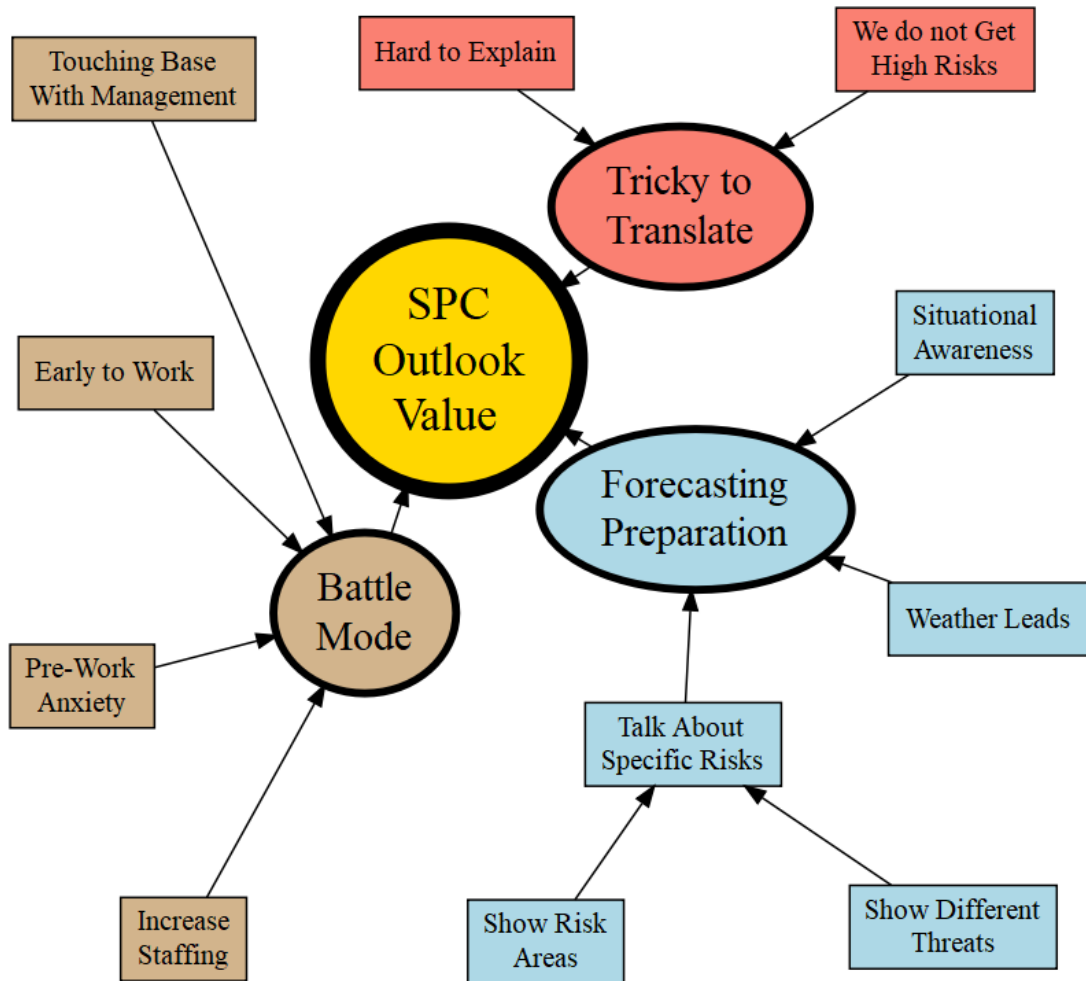 Touching Base
With Management
Hard to Explain
We do not Get
High Risks
Tricky to
Translate
SPC
Outlook
Value
Situational
Awareness
Early to Work
Forecasting
Preparation
Battle
Mode
Weather Leads
Pre-Work
Anxiety
Talk About
Specific Risks
Increase
Staffing
Show Risk
Areas
Show Different
Threats